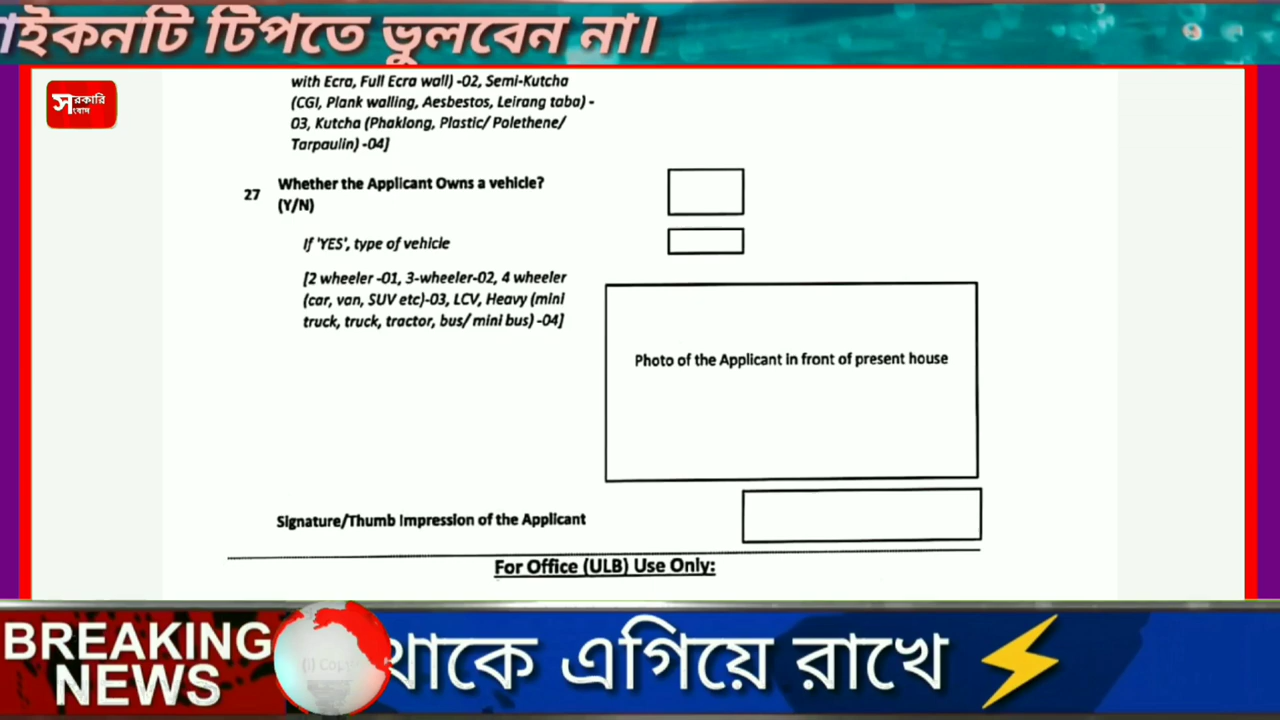 াইকনটি টিপতে ভুলবেন না।
সরকারি
সংবাদ
with Ecra, Full Ecra wall) -02, Semi-Kutcha
(CGI, Plank walling, Aesbestos, Leirang taba) -
03, Kutcha (Phaklong, Plastic/ Polethene/
Tarpaulin) -04]
27 Whether the Applicant Owns a vehicle?
(Y/N)
If 'YES', type of vehicle
[2 wheeler -01, 3-wheeler-02, 4 wheeler
(car, van, SUV etc)-03, LCV, Heavy (mini
truck, truck, tractor, bus/ mini bus) -04]
Photo of the Applicant in front of present house
Signature/Thumb Impression of the Applicant
For Office (ULB) Use Only:
BREAKING
NEWS
থাকে এগিয়ে রাখে ⚡